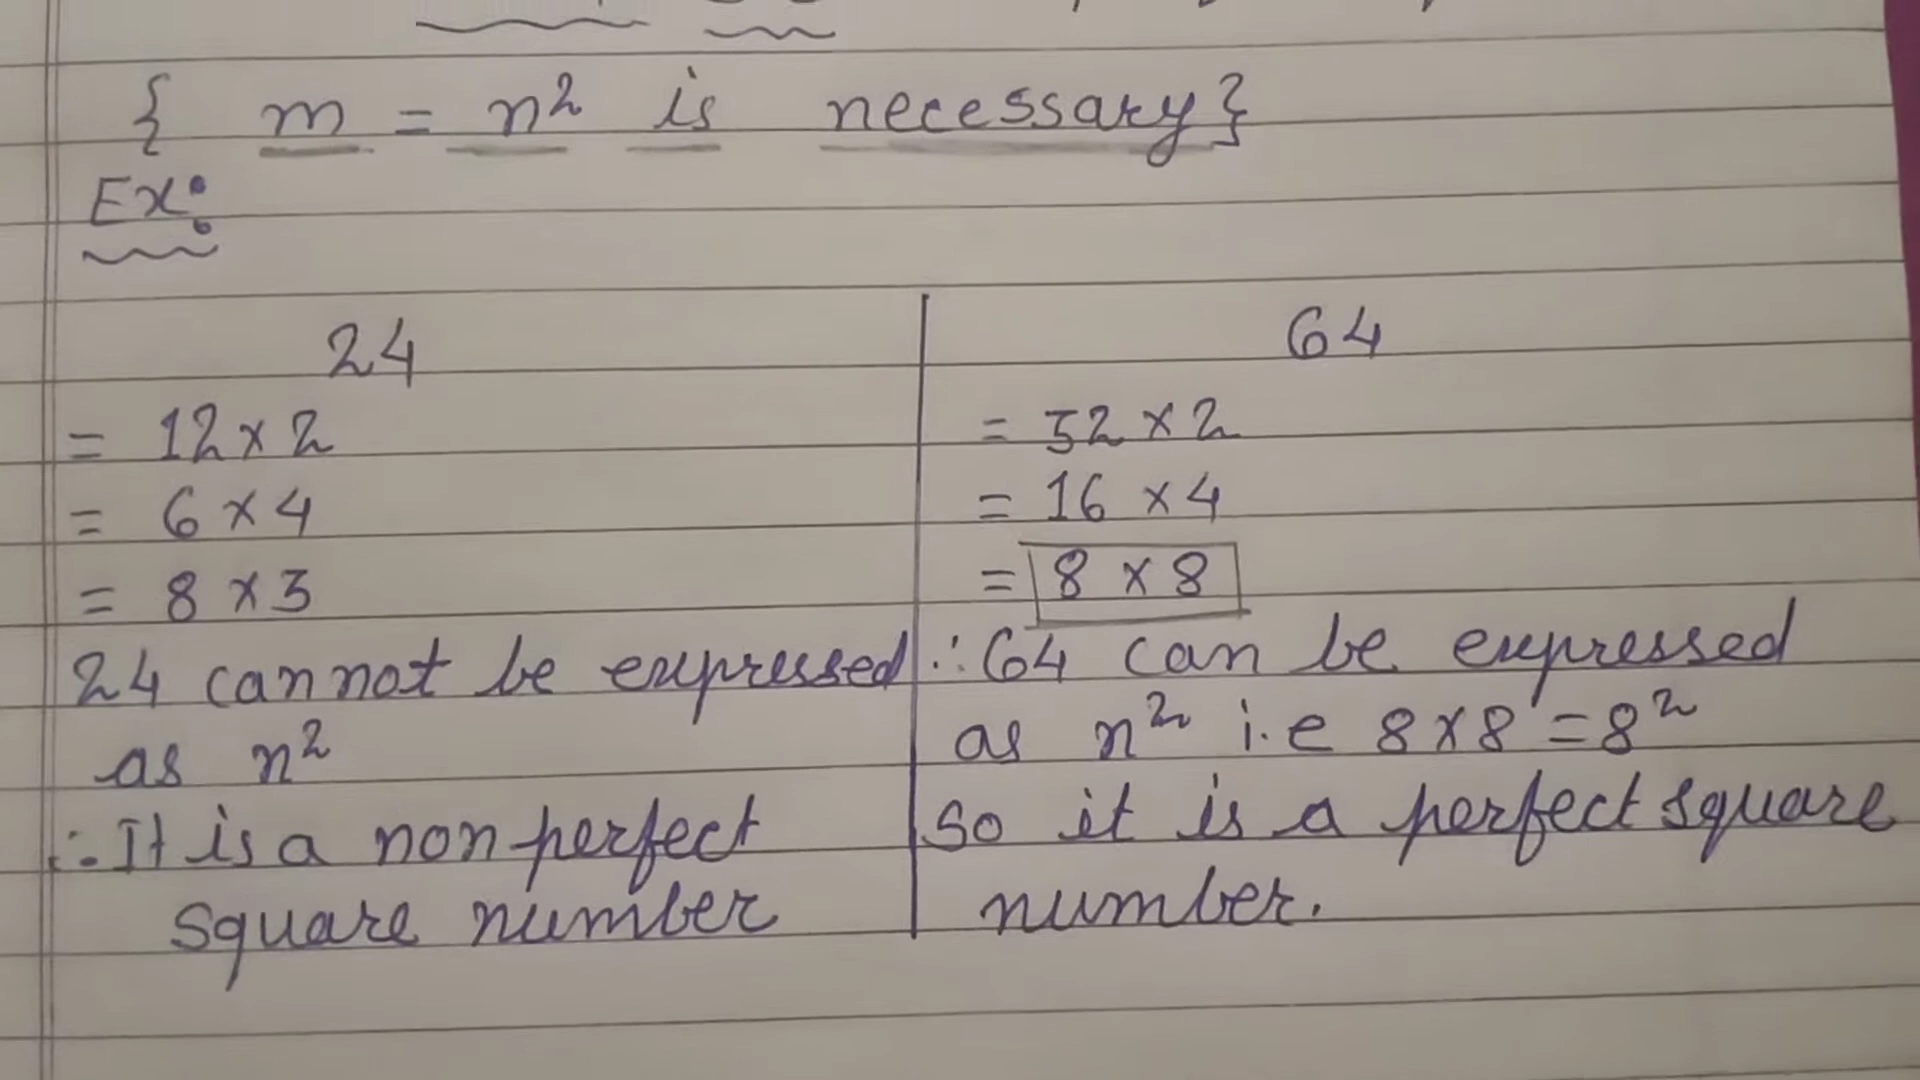 { m = n² is necessary}
Ex:
24
= 12 × 2
= 6 × 4
= 8 × 3
24 cannot be expressed
as n²
∴ It is a non perfect
square number
64
= 32 × 2
= 16 × 4
= 8 × 8
∴ 64 can be expressed
as n² i.e 8 × 8 = 8²
So it is a perfect square
number.